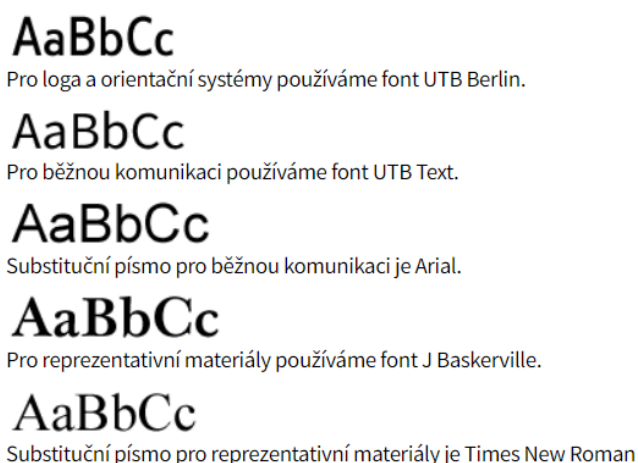 AaBbCc
Pro loga a orientační systémy používáme font UTB Berlin.
AaBbCc
Pro běžnou komunikaci používáme font UTB Text.
AaBbCc
Substituční písmo pro běžnou komunikaci je Arial.
AaBbCc
Pro reprezentativní materiály používáme font J Baskerville.
AaBbCc
Substituční písmo pro reprezentativní materiály je Times New Roman